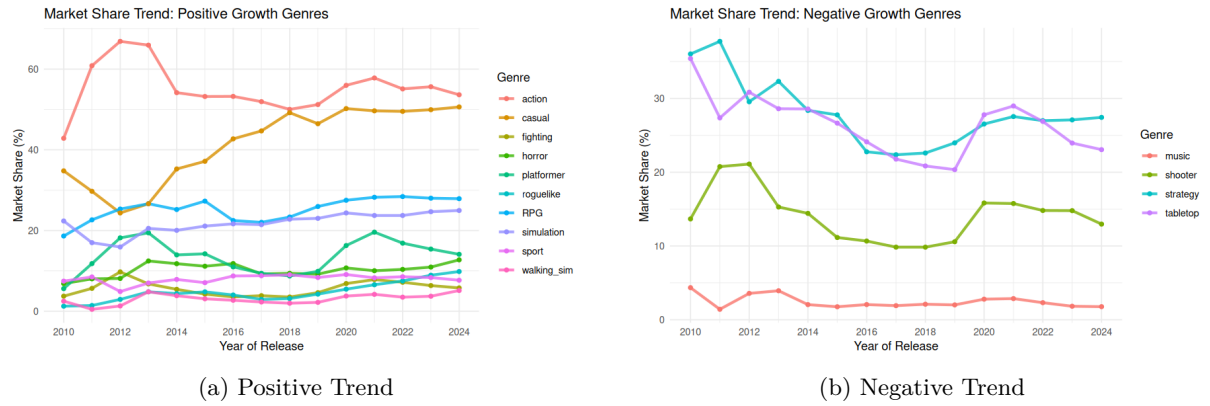 Market Share Trend: Positive Growth Genres
Market Share (%)
60
40
20
0
2010 2012 2014 2016 2018 2020 2022 2024
Year of Release
Genre
action
casual
fighting
horror
platformer
roguelike
RPG
simulation
sport
walking_sim
(a) Positive Trend
Market Share Trend: Negative Growth Genres
Market Share (%)
30
20
10
0
2010 2012 2014 2016 2018 2020 2022 2024
Year of Release
Genre
music
shooter
strategy
tabletop
(b) Negative Trend